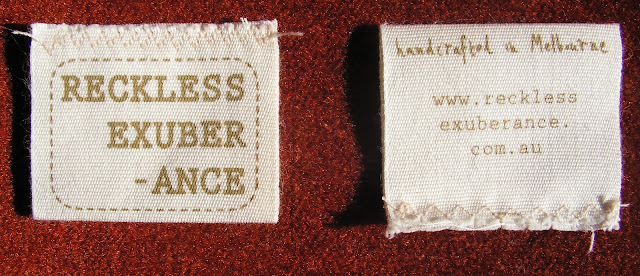 RECKLESS
EXUBER
-ANCE
handcrafted in Melbourne
www.reckless
exuberance.
com.au